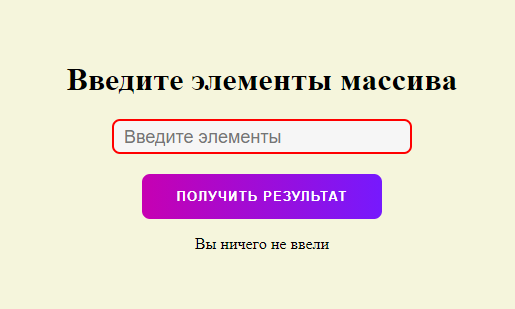 Введите элементы массива
Введите элементы
ПОЛУЧИТЬ РЕЗУЛЬТАТ
Вы ничего не ввели